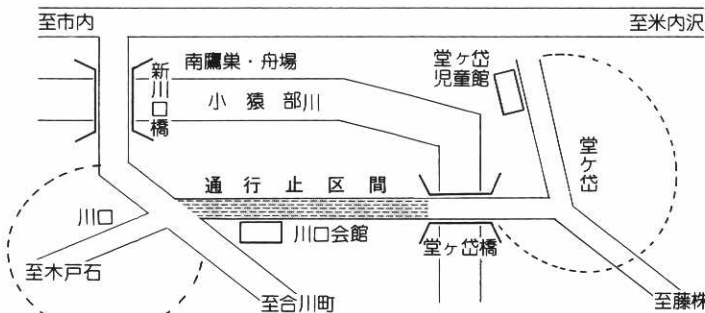 至市内
至米内沢
南鷹巣・舟場
新川口橋
小猿部川
堂ヶ岱
児童館
堂ヶ岱
通行止区間
川口
川口会館
堂ヶ岱橋
至木戸石
至合川町
至藤株